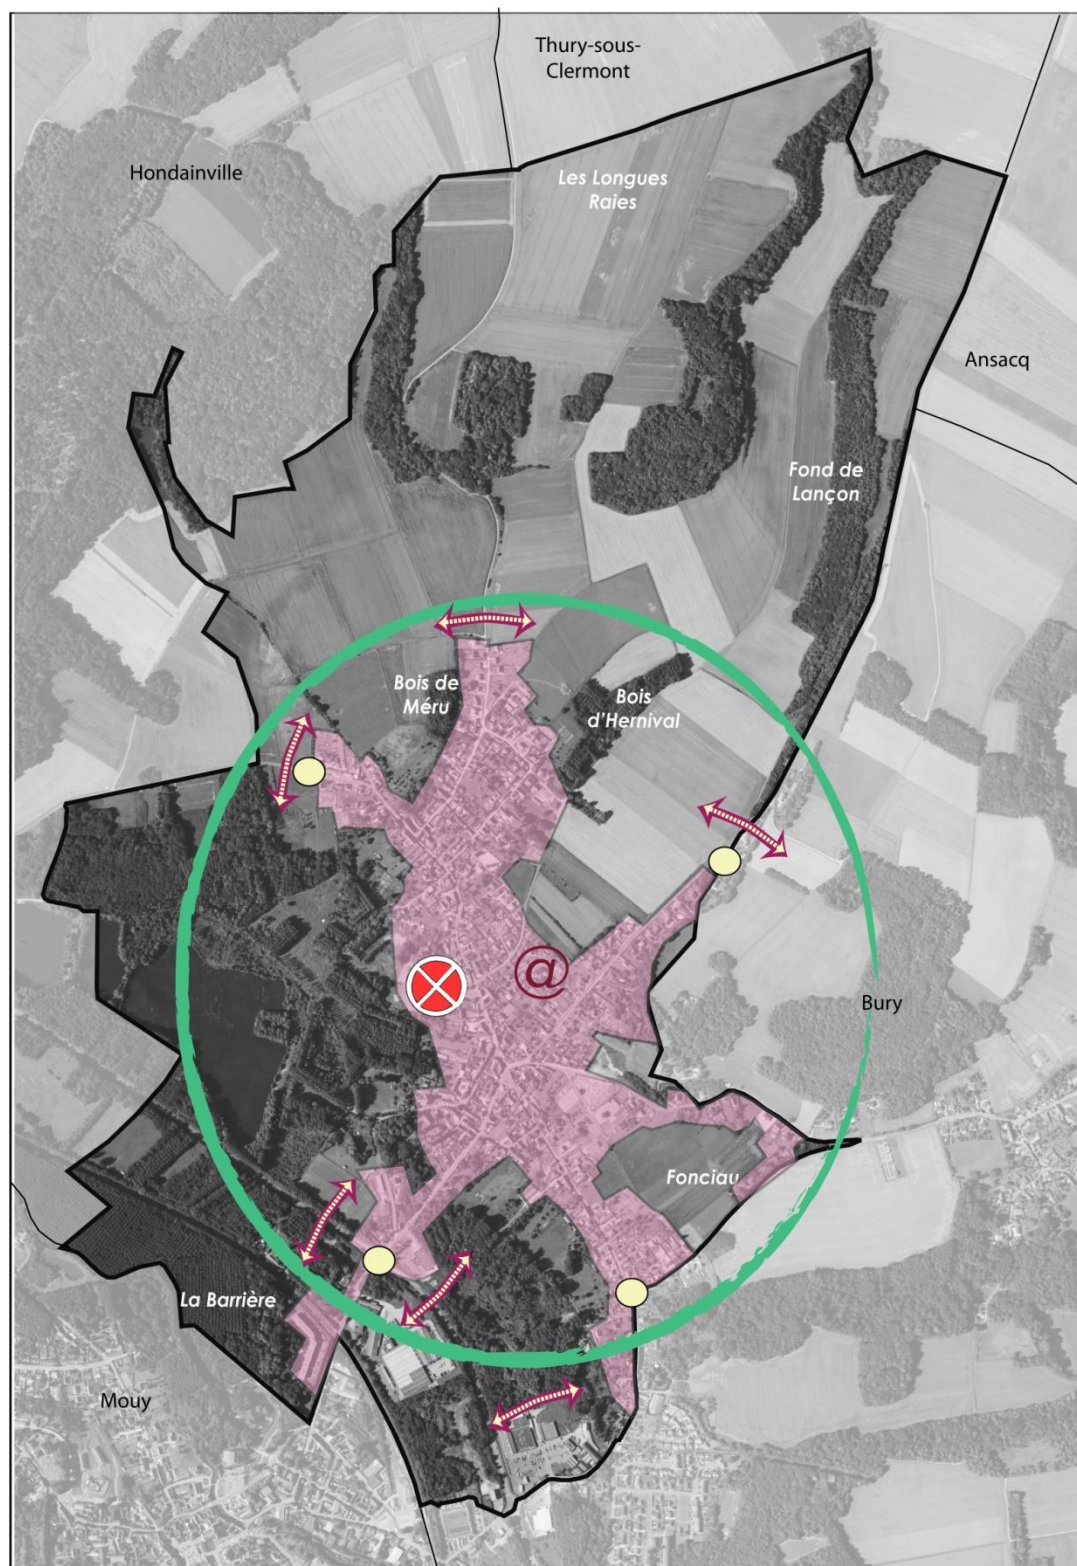 Thury-sous-
Clermont
Hondainville
Les Longues
Raies
Ansacq
Fond de
Lançon
Bois de
Méru
Bois
d'Hernival
@
Bury
Fonciau
La Barrière
Mouy